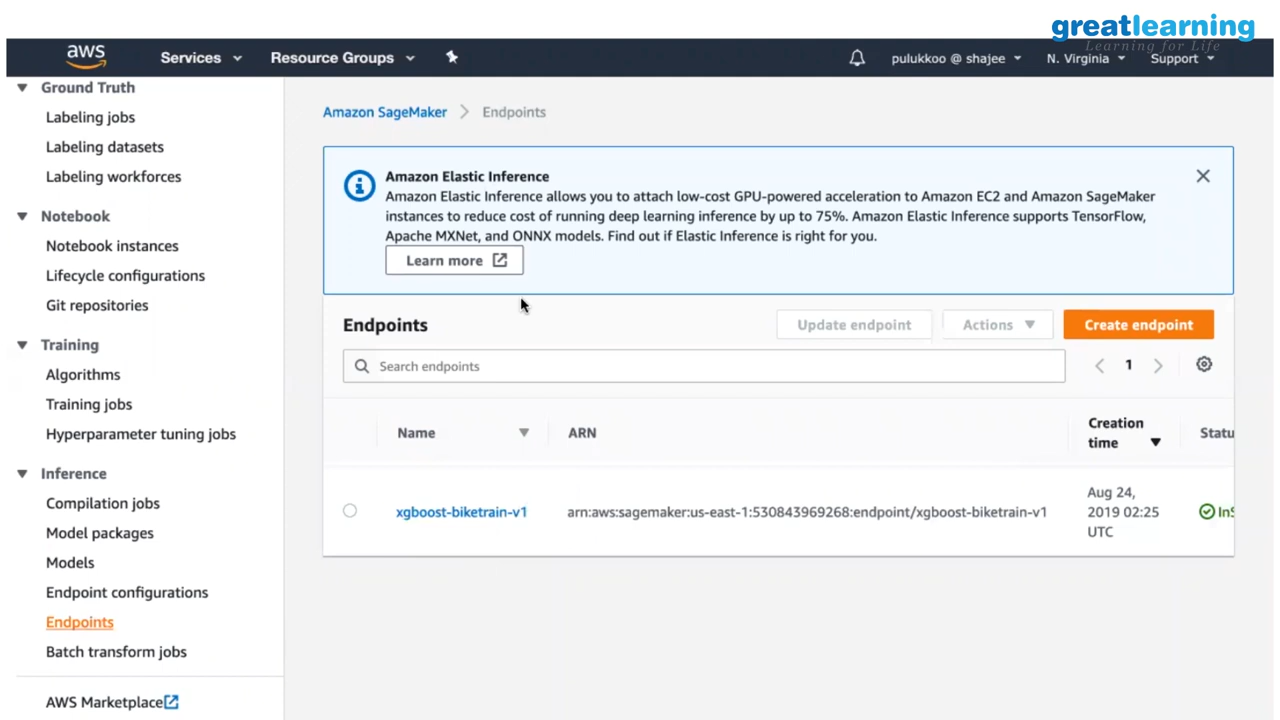 greatlearning
Learning for Life
aws
Services
Resource Groups
pulukkoo @ shajee
N. Virginia
Support
Ground Truth
Labeling jobs
Labeling datasets
Labeling workforces
Notebook
Notebook instances
Lifecycle configurations
Git repositories
Training
Algorithms
Training jobs
Hyperparameter tuning jobs
Inference
Compilation jobs
Model packages
Models
Endpoint configurations
Endpoints
Batch transform jobs
AWS Marketplace
Amazon SageMaker
Endpoints
Amazon Elastic Inference
Amazon Elastic Inference allows you to attach low-cost GPU-powered acceleration to Amazon EC2 and Amazon SageMaker
instances to reduce cost of running deep learning inference by up to 75%. Amazon Elastic Inference supports TensorFlow,
Apache MXNet, and ONNX models. Find out if Elastic Inference is right for you.
Learn more
Endpoints
Update endpoint
Actions
Create endpoint
Search endpoints
1
Name
ARN
Creation
time
Statu
xgboost-biketrain-v1
arn:aws:sagemaker:us-east-1:530843969268:endpoint/xgboost-biketrain-v1
Aug 24,
2019 02:25
UTC
InS